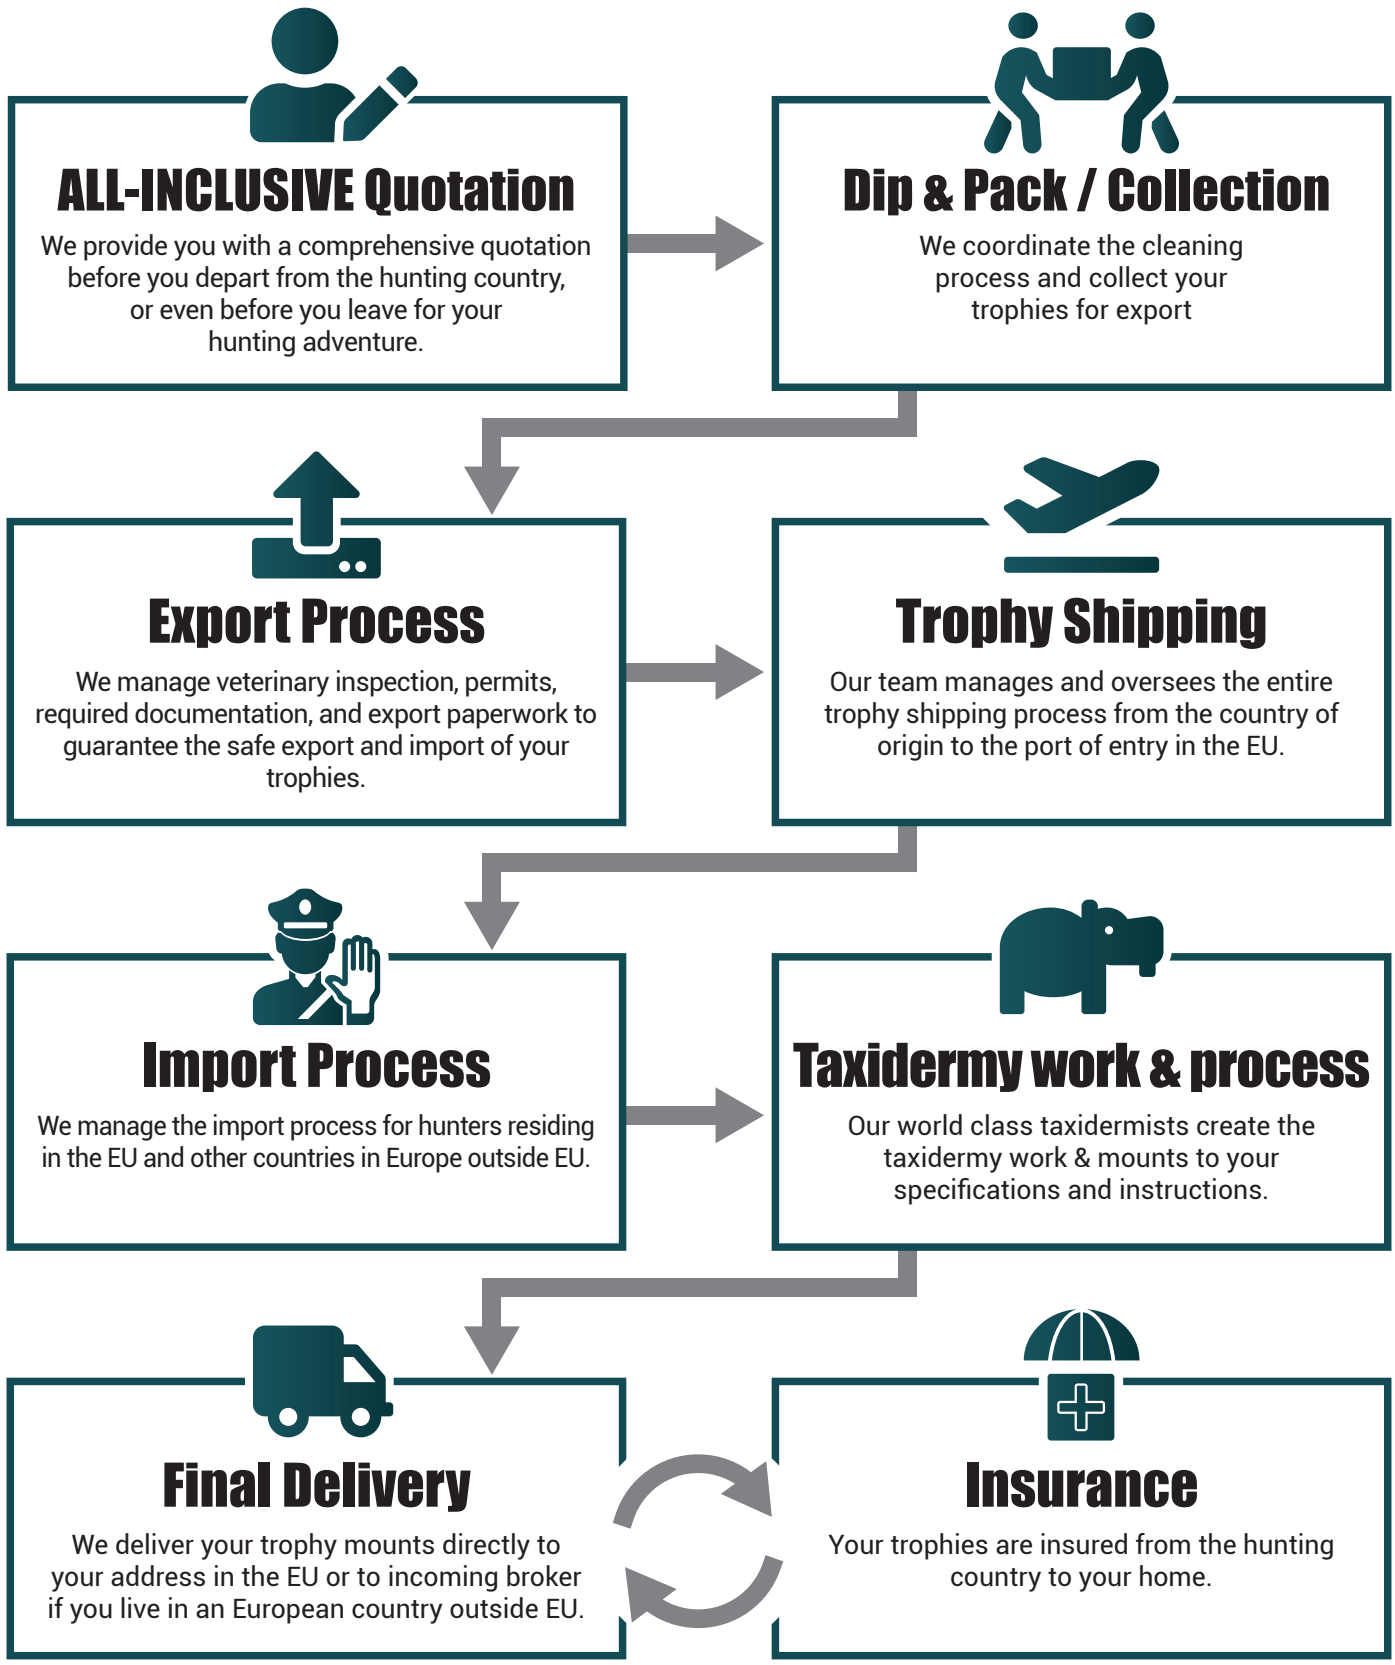 ALL-INCLUSIVE Quotation
We provide you with a comprehensive quotation
before you depart from the hunting country,
or even before you leave for your
hunting adventure.
Dip & Pack / Collection
We coordinate the cleaning
process and collect your
trophies for export
Export Process
We manage veterinary inspection, permits,
required documentation, and export paperwork to
guarantee the safe export and import of your
trophies.
Trophy Shipping
Our team manages and oversees the entire
trophy shipping process from the country of
origin to the port of entry in the EU.
Import Process
We manage the import process for hunters residing
in the EU and other countries in Europe outside EU.
Taxidermy work & process
Our world class taxidermists create the
taxidermy work & mounts to your
specifications and instructions.
Final Delivery
We deliver your trophy mounts directly to
your address in the EU or to incoming broker
if you live in an European country outside EU.
Insurance
Your trophies are insured from the hunting
country to your home.